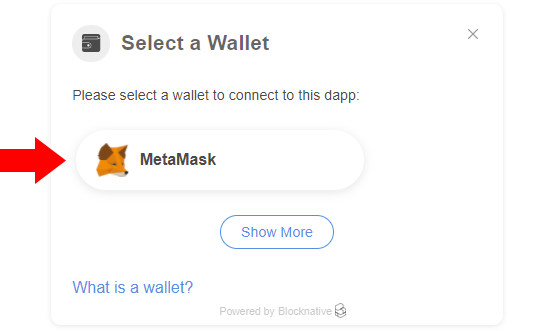 Select a Wallet
Please select a wallet to connect to this dapp:
MetaMask
Show More
What is a wallet?
Powered by Blocknative